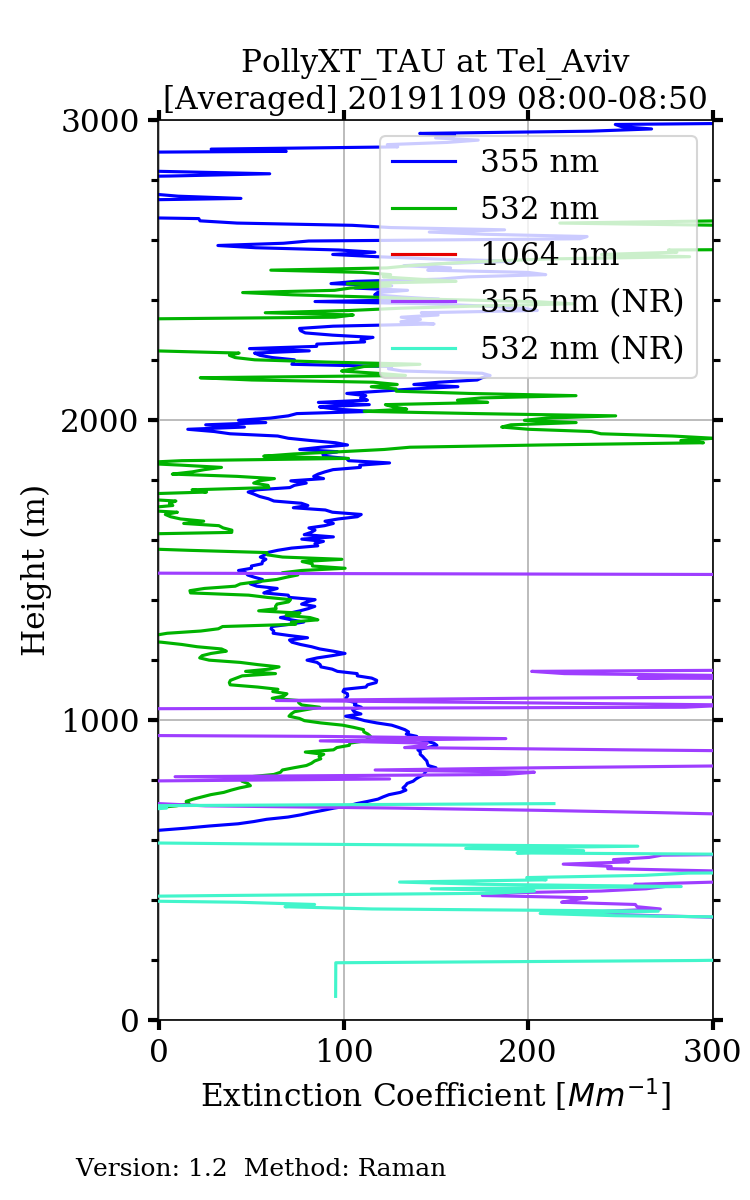 PollyXT_TAU at Tel_Aviv
[Averaged] 20191109 08:00-08:50
3000
355 nm
532 nm
1064 nm
355 nm (NR)
532 nm (NR)
2000
Height (m)
1000
0
0 100 200 300
Extinction Coefficient [Mm⁻¹]
Version: 1.2 Method: Raman